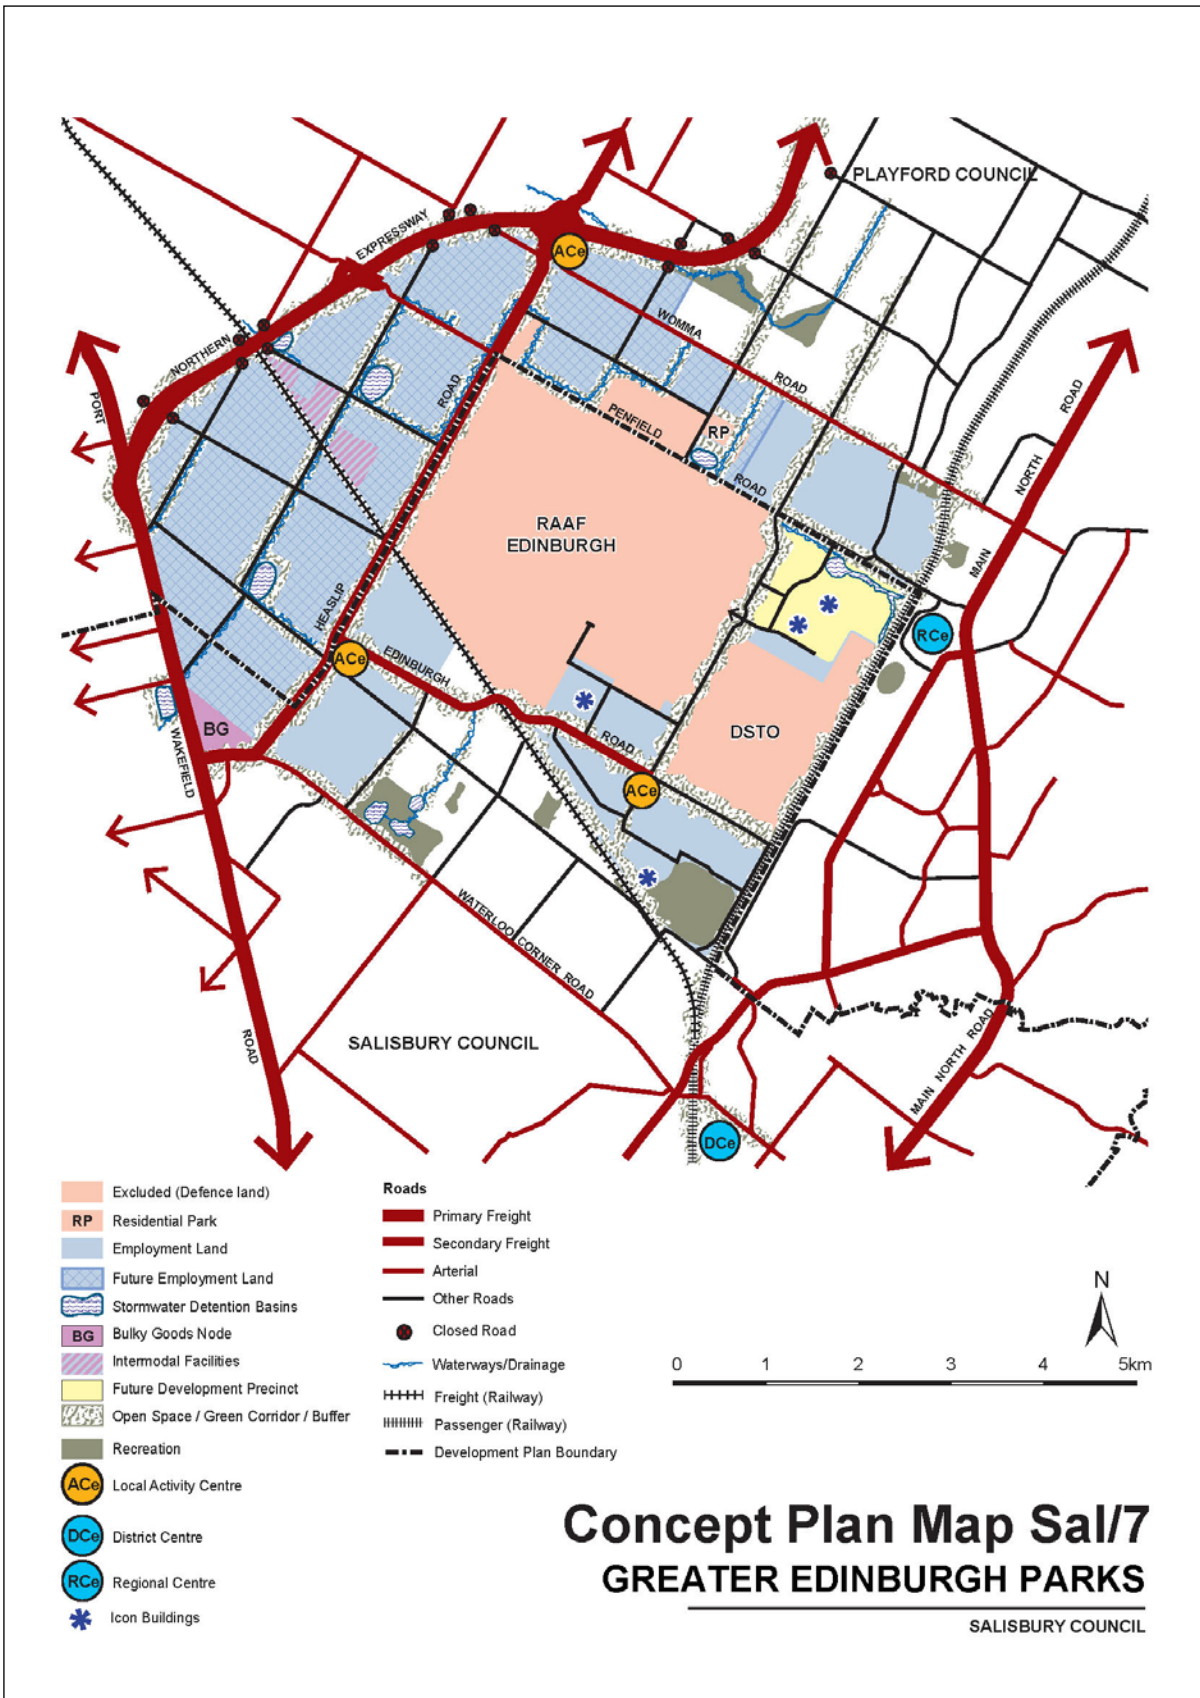 PLAYFORD COUNCIL
EXPRESSWAY
ACe
NORTHERN
WOMMA
ROAD
ROAD
PORT
ROAD
PENFIELD
RP
ROAD
NORTH
MAIN
RAAF
EDINBURGH
HEASLIP
ACe
EDINBURGH
RCe
BG
ROAD
DSTO
WAKEFIELD
ACe
WATERLOO CORNER ROAD
ROAD
SALISBURY COUNCIL
MAIN NORTH ROAD
DCe
Excluded (Defence land)
RP Residential Park
Employment Land
Future Employment Land
Stormwater Detention Basins
BG Bulky Goods Node
Intermodal Facilities
Future Development Precinct
Open Space / Green Corridor / Buffer
Recreation
ACe Local Activity Centre
DCe District Centre
RCe Regional Centre
Icon Buildings
Roads
Primary Freight
Secondary Freight
Arterial
Other Roads
Closed Road
Waterways/Drainage
Freight (Railway)
Passenger (Railway)
Development Plan Boundary
N
0 1 2 3 4 5km
Concept Plan Map Sal/7
GREATER EDINBURGH PARKS
SALISBURY COUNCIL